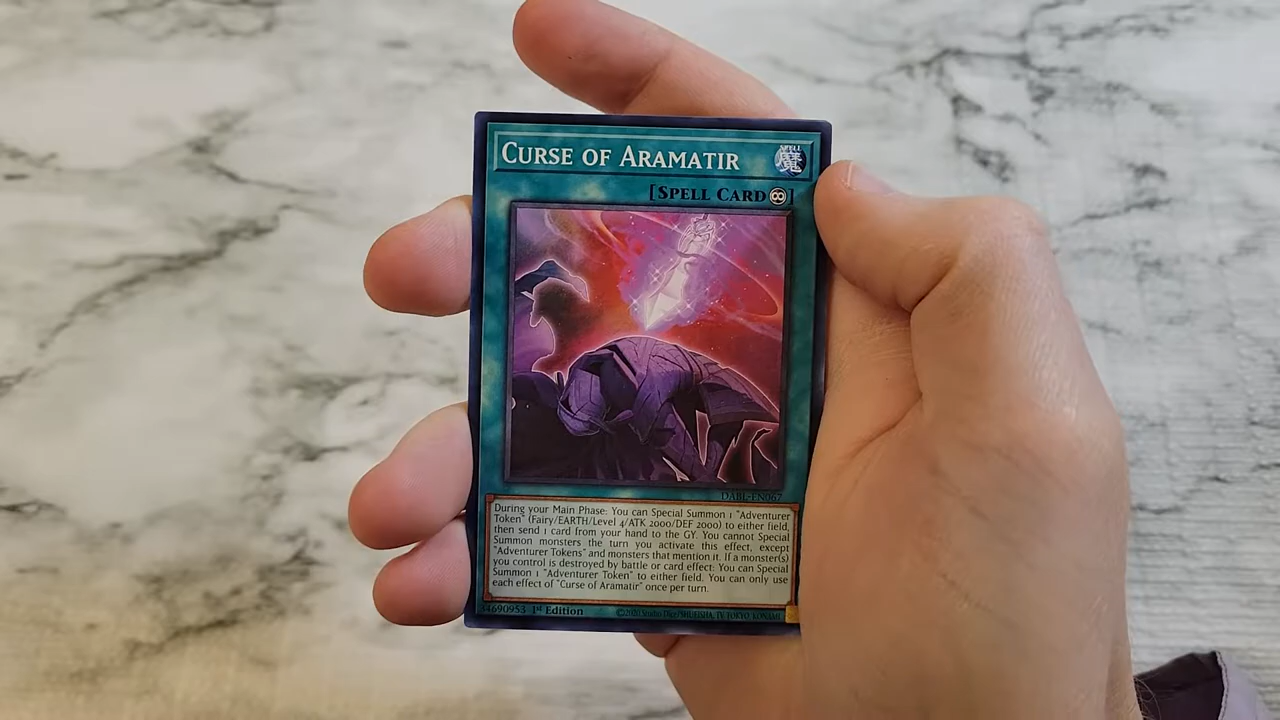 CURSE OF ARAMATIR
SPELL
魔
[SPELL CARD]
DABL-EN067
During your Main Phase: You can Special Summon 1 "Adventurer
Token" (Fairy/EARTH/Level 4/ATK 2000/DEF 2000) to either field,
then send 1 card from your hand to the GY. You cannot Special
Summon monsters the turn you activate this effect, except
"Adventurer Tokens" and monsters that mention it. If a monster(s)
you control is destroyed by battle or card effect: You can Special
Summon 1 "Adventurer Token" to either field. You can only use
each effect of "Curse of Aramatir" once per turn.
34690953 1st Edition
©2020 Studio Dice/SHUEISHA, TV TOKYO, KONAMI